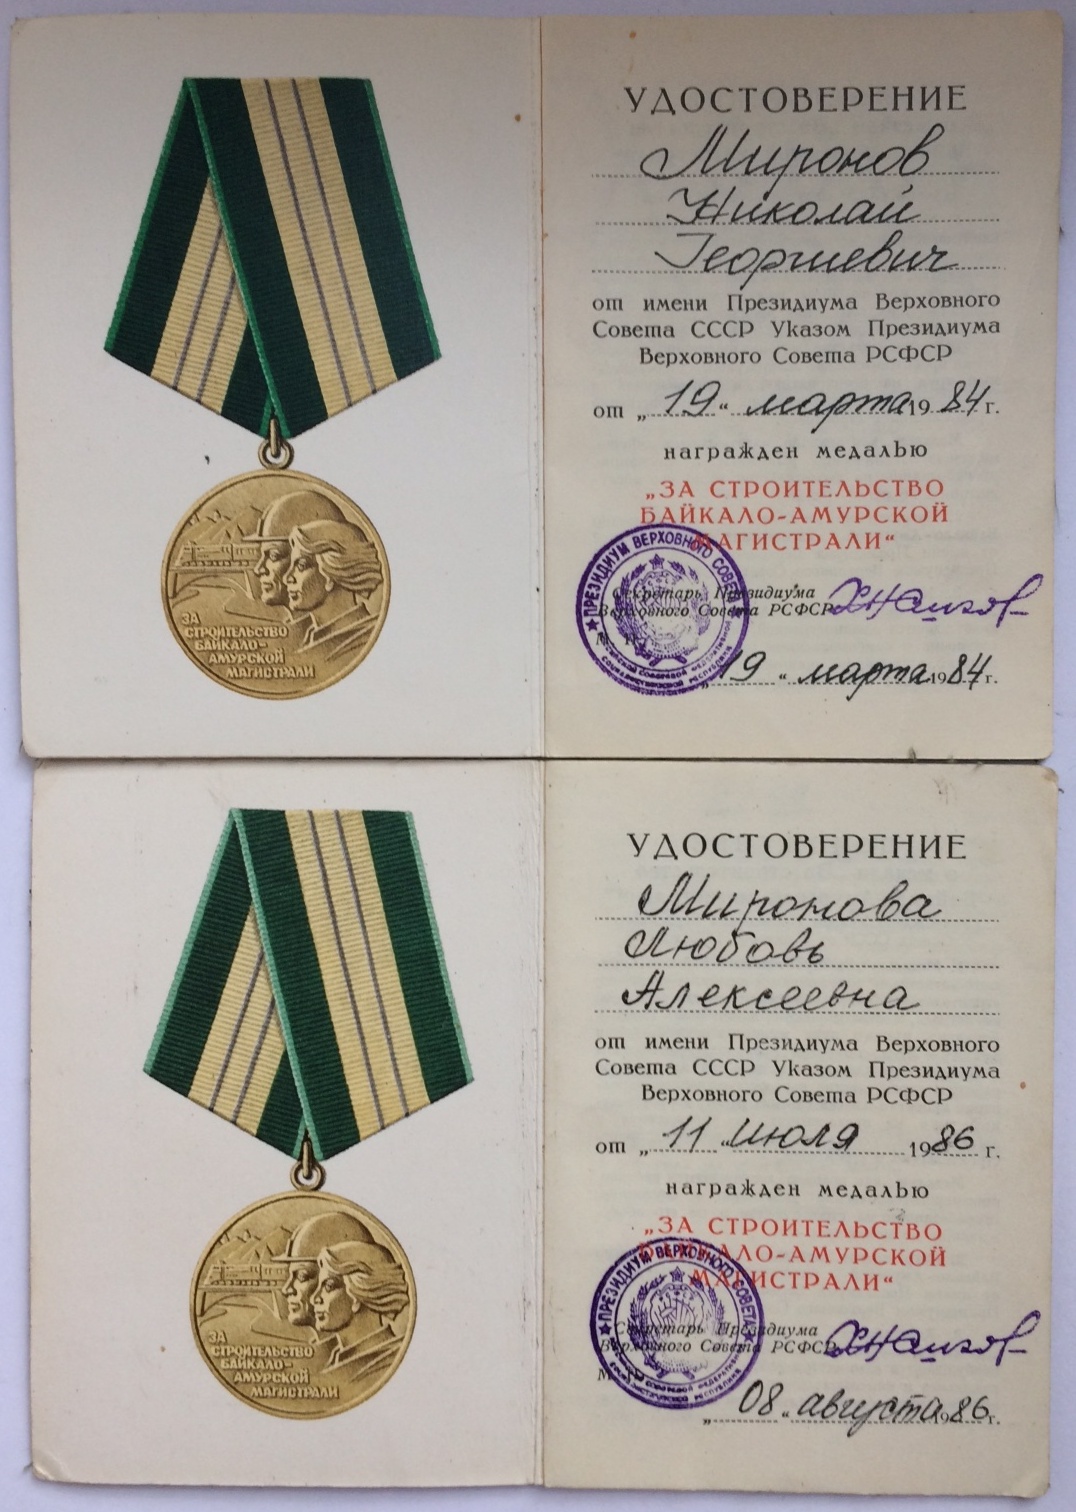 УДОСТОВЕРЕНИЕ
Миронов
Николай
Георгиевич
от имени Президиума Верховного
Совета СССР Указом Президиума
Верховного Совета РСФСР
от „19“ марта 1984 г.
награжден медалью
„ЗА СТРОИТЕЛЬСТВО
БАЙКАЛО-АМУРСКОЙ
МАГИСТРАЛИ“
ПРЕЗИДИУМ ВЕРХОВНОГО СОВЕТА
Секретарь Президиума
Верховного Совета РСФСР
„19“ марта 1984 г.
ЗА
СТРОИТЕЛЬСТВО
БАЙКАЛО-
АМУРСКОЙ
МАГИСТРАЛИ
УДОСТОВЕРЕНИЕ
Миронова
Любовь
Алексеевна
от имени Президиума Верховного
Совета СССР Указом Президиума
Верховного Совета РСФСР
от „11“ июля 1986 г.
награжден медалью
„ЗА СТРОИТЕЛЬСТВО
БАЙКАЛО-АМУРСКОЙ
МАГИСТРАЛИ“
ПРЕЗИДИУМ ВЕРХОВНОГО СОВЕТА
Секретарь Президиума
Верховного Совета РСФСР
„08“ августа 1986 г.
ЗА
СТРОИТЕЛЬСТВО
БАЙКАЛО-
АМУРСКОЙ
МАГИСТРАЛИ